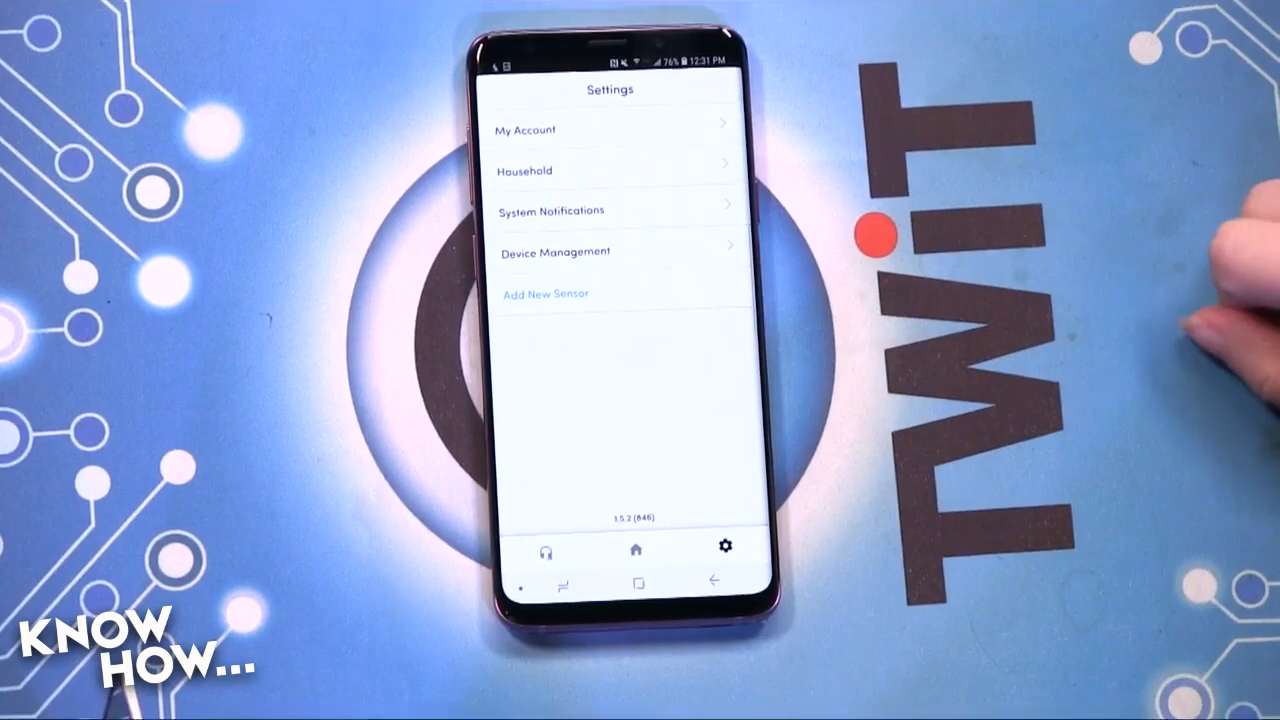 76% 12:31 PM
Settings
My Account
Household
System Notifications
Device Management
Add New Sensor
1.5.2 (846)
TWiT
KNOW
HOW...